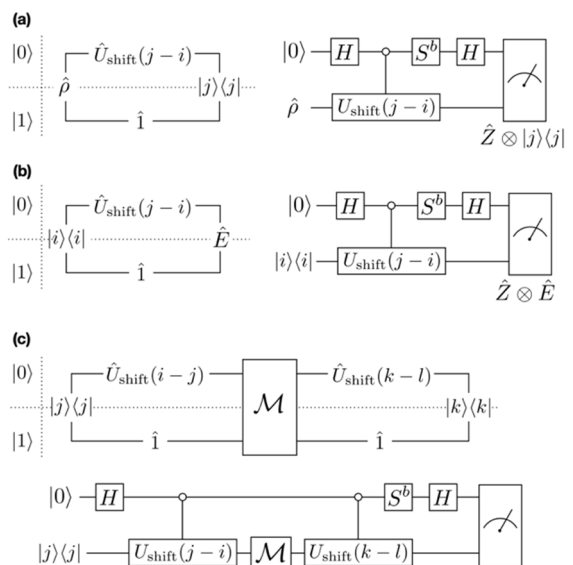 (a)
|0⟩ Û_shift(j−i)
ρ̂ |j⟩⟨j|
|1⟩ 1̂
|0⟩ H S^b H
ρ̂ U_shift(j−i)
Ẑ ⊗ |j⟩⟨j|
(b)
|0⟩ Û_shift(j−i)
|i⟩⟨i| Ê
|1⟩ 1̂
|0⟩ H S^b H
|i⟩⟨i| U_shift(j−i)
Ẑ ⊗ Ê
(c)
|0⟩ Û_shift(i−j) Û_shift(k−l)
|j⟩⟨j| ℳ |k⟩⟨k|
|1⟩ 1̂ 1̂
|0⟩ H S^b H
|j⟩⟨j| U_shift(j−i) ℳ U_shift(k−l)